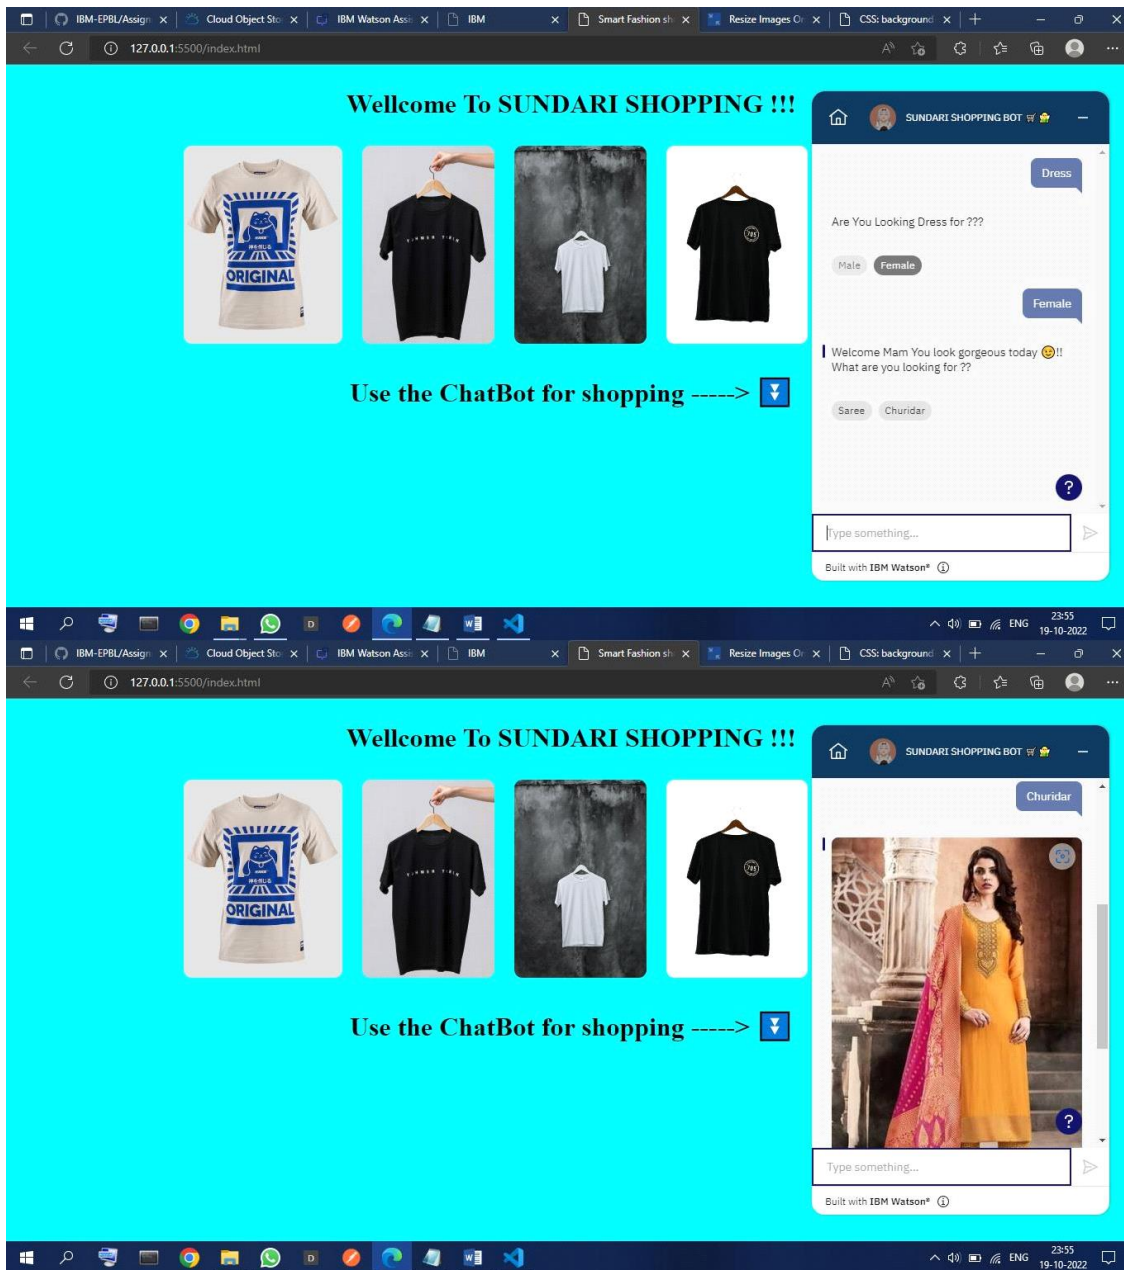 IBM-EPBL/Assign
Cloud Object Sto
IBM Watson Assi
IBM
Smart Fashion sh
Resize Images On
CSS: background
127.0.0.1:5500/index.html
Wellcome To SUNDARI SHOPPING !!!
ORIGINAL
785
Use the ChatBot for shopping ----->
SUNDARI SHOPPING BOT
Dress
Are You Looking Dress for ???
Male Female
Female
Welcome Mam You look gorgeous today 😉!!
What are you looking for ??
Saree Churidar
?
Type something...
Built with IBM Watson®
ENG
23:55
19-10-2022
IBM-EPBL/Assign
Cloud Object Sto
IBM Watson Assi
IBM
Smart Fashion sh
Resize Images On
CSS: background
127.0.0.1:5500/index.html
Wellcome To SUNDARI SHOPPING !!!
ORIGINAL
785
Use the ChatBot for shopping ----->
SUNDARI SHOPPING BOT
Churidar
?
Type something...
Built with IBM Watson®
ENG
23:55
19-10-2022